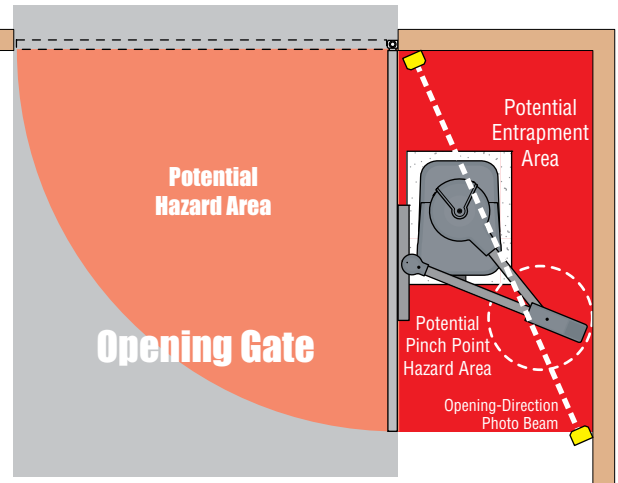 Potential
Entrapment
Area
Potential
Hazard Area
Opening Gate
Potential
Pinch Point
Hazard Area
Opening-Direction
Photo Beam